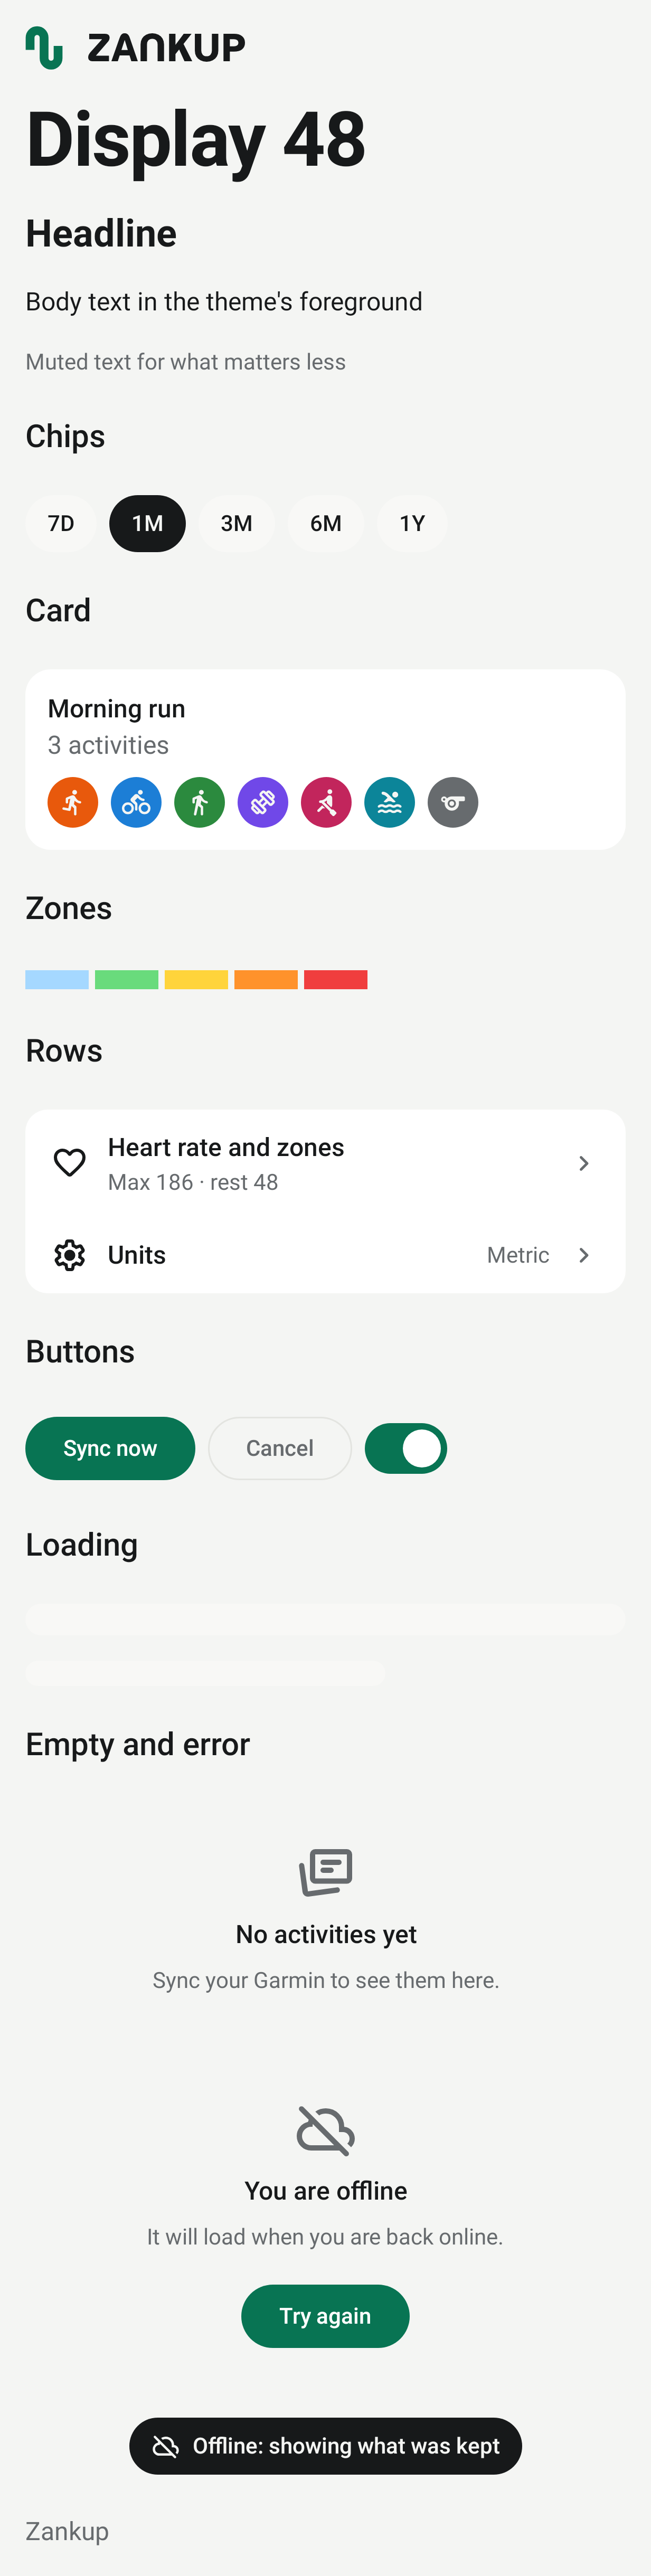 ZANKUP
Display 48
Headline
Body text in the theme's foreground
Muted text for what matters less
Chips
7D 1M 3M 6M 1Y
Card
Morning run
3 activities
Zones
Rows
Heart rate and zones
Max 186 · rest 48
Units Metric
Buttons
Sync now Cancel
Loading
Empty and error
No activities yet
Sync your Garmin to see them here.
You are offline
It will load when you are back online.
Try again
Offline: showing what was kept
Zankup